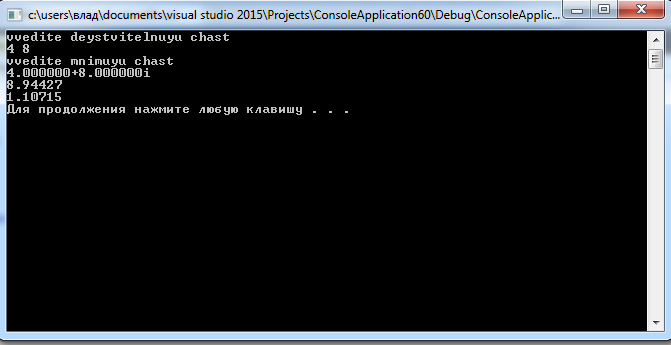 c:\users\влад\documents\visual studio 2015\Projects\ConsoleApplication60\Debug\ConsoleApplic...
vvedite deystvitelnuyu chast
4 8
vvedite mnimuyu chast
4.000000+8.000000i
8.94427
1.10715
Для продолжения нажмите любую клавишу . . .